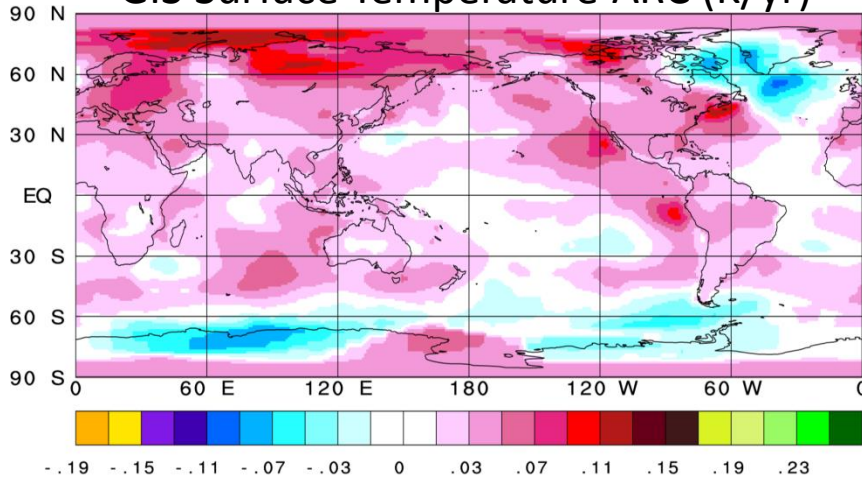 Surface Temperature ARC (K/yr)
90 N
60 N
30 N
EQ
30 S
60 S
90 S
0 60 E 120 E 180 120 W 60 W
-.19 -.15 -.11 -.07 -.03 0 .03 .07 .11 .15 .19 .23